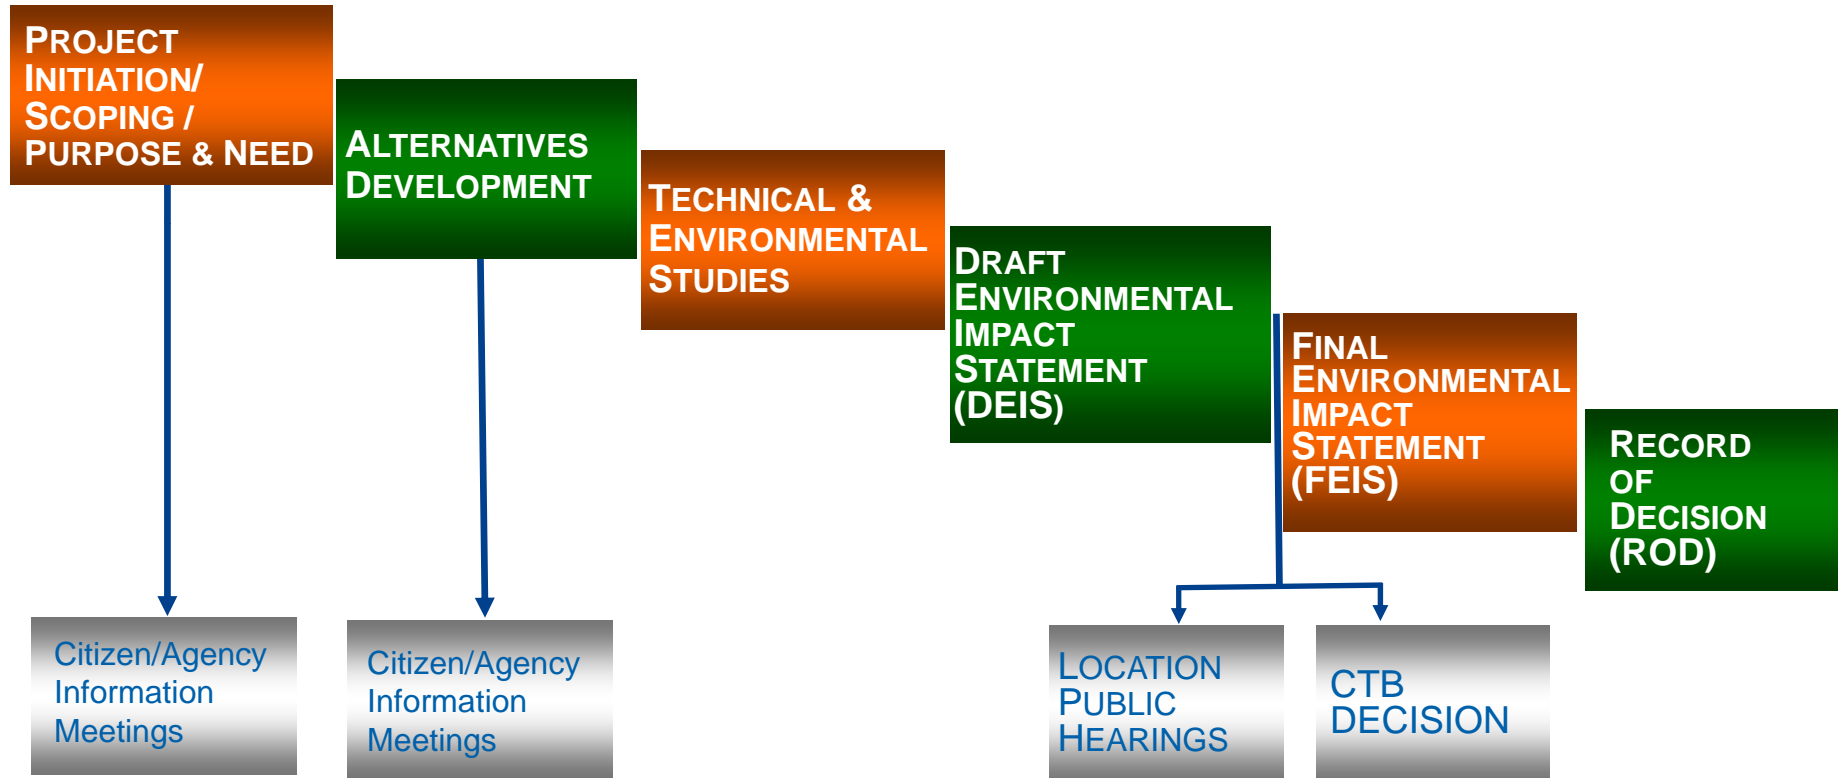 PROJECT
INITIATION/
SCOPING /
PURPOSE & NEED
ALTERNATIVES
DEVELOPMENT
TECHNICAL &
ENVIRONMENTAL
STUDIES
DRAFT
ENVIRONMENTAL
IMPACT
STATEMENT
(DEIS)
FINAL
ENVIRONMENTAL
IMPACT
STATEMENT
(FEIS)
RECORD
OF
DECISION
(ROD)
Citizen/Agency
Information
Meetings
Citizen/Agency
Information
Meetings
LOCATION
PUBLIC
HEARINGS
CTB
DECISION